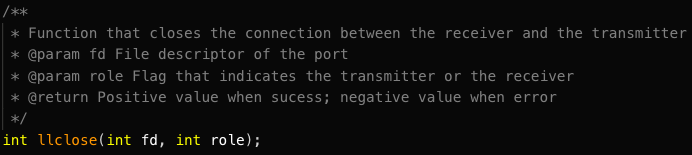 /**
 * Function that closes the connection between the receiver and the transmitter
 * @param fd File descriptor of the port
 * @param role Flag that indicates the transmitter or the receiver
 * @return Positive value when sucess; negative value when error
 */
int llclose(int fd, int role);